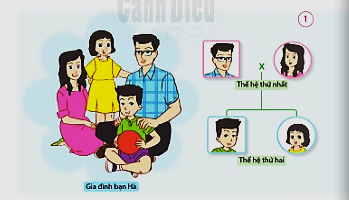 Cánh Diều
1
X
Thế hệ thứ nhất
Thế hệ thứ hai
Gia đình bạn Hà